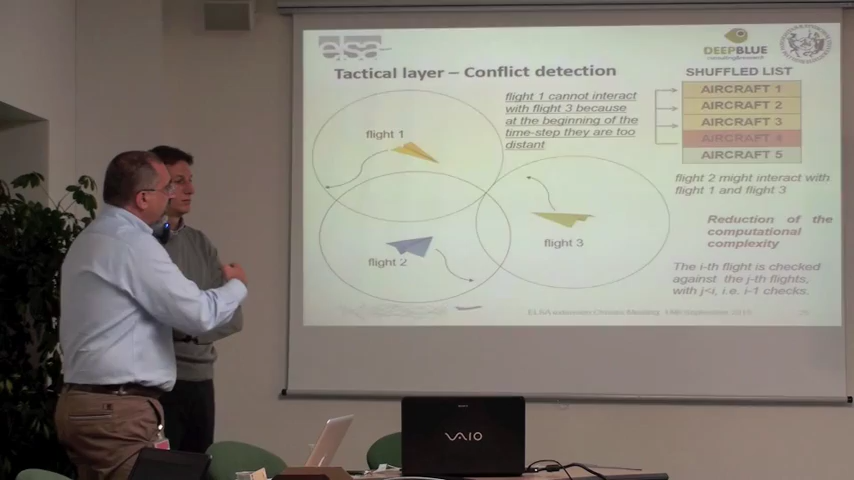 elsa
DEEPBLUE
consulting&research
Tactical layer – Conflict detection
SHUFFLED LIST
flight 1 cannot interact
with flight 3 because
at the beginning of the
time-step they are too
distant
AIRCRAFT 1
AIRCRAFT 2
AIRCRAFT 3
AIRCRAFT 4
AIRCRAFT 5
flight 1
flight 2
flight 3
flight 2 might interact with
flight 1 and flight 3
Reduction of the
computational
complexity
The i-th flight is checked
against the j-th flights,
with j<i, i.e. i-1 checks.
VAIO